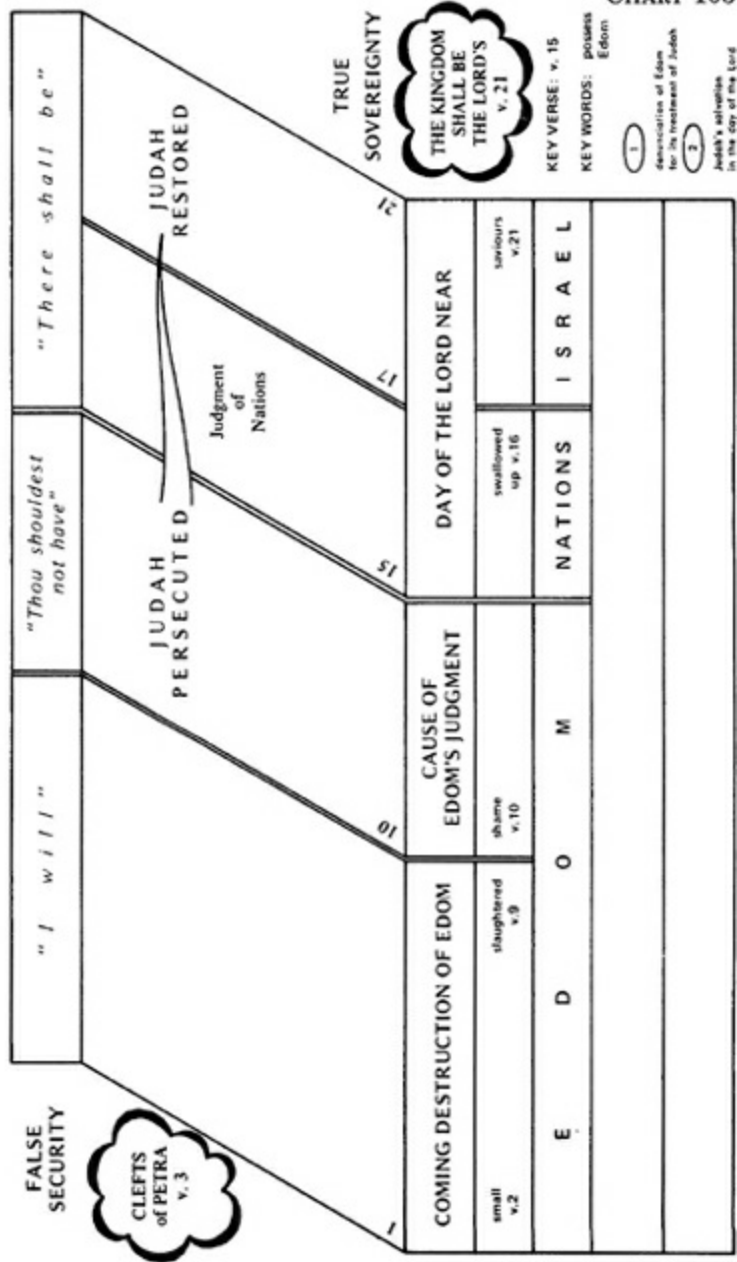 CHART 108
FALSE
SECURITY
CLEFTS
of PETRA
v. 3
"I will"
"Thou shouldest
not have"
"There shall be"
JUDAH
PERSECUTED
Judgment
of
Nations
JUDAH
RESTORED
TRUE
SOVEREIGNTY
THE KINGDOM
SHALL BE
THE LORD'S
v. 21
1
10
15
17
21
COMING DESTRUCTION OF EDOM
CAUSE OF
EDOM'S JUDGMENT
DAY OF THE LORD NEAR
small
v.2
slaughtered
v.9
shame
v.10
swallowed
up v.16
saviours
v.21
EDOM
NATIONS
ISRAEL
KEY VERSE: v. 15
KEY WORDS: possess
Edom
1
denunciation of Edom
for its treatment of Judah
2
Judah's salvation
in the day of the Lord